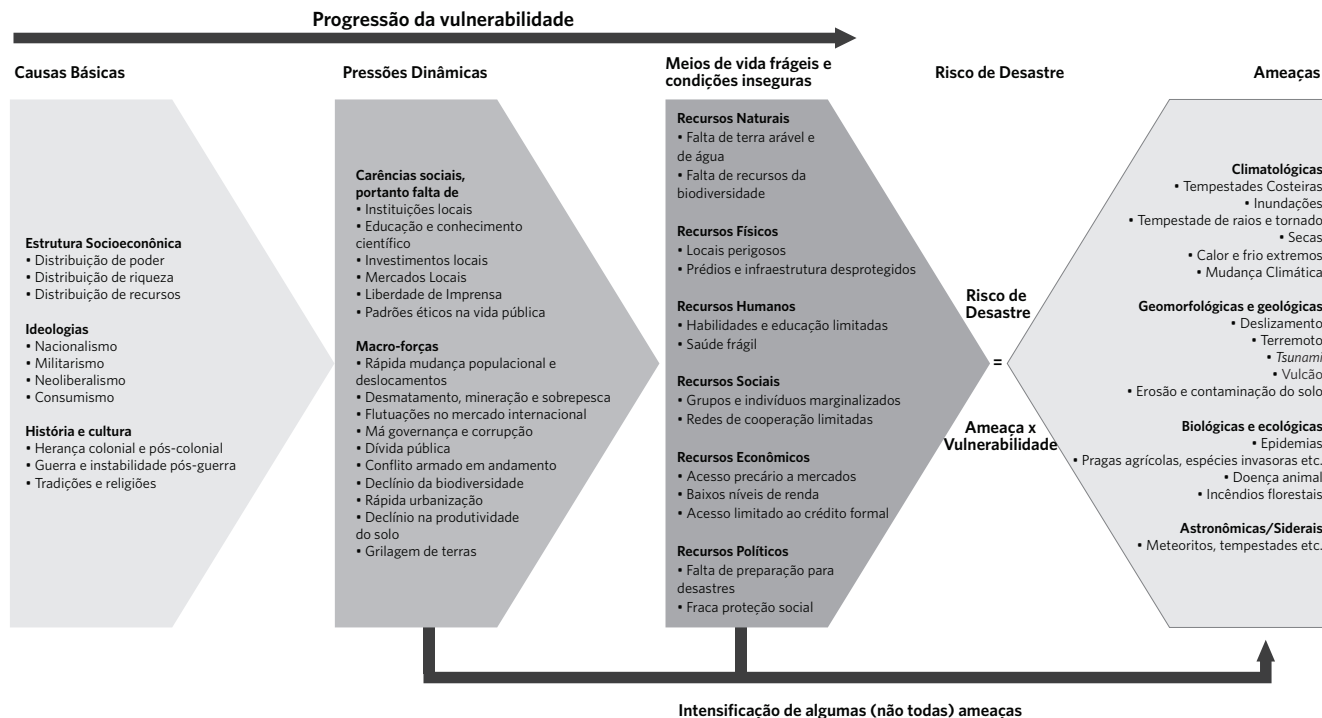 Progressão da vulnerabilidade
Causas Básicas
Pressões Dinâmicas
Meios de vida frágeis e
condições inseguras
Risco de Desastre
Ameaças
Estrutura Socioeconônica
• Distribuição de poder
• Distribuição de riqueza
• Distribuição de recursos
Ideologias
• Nacionalismo
• Militarismo
• Neoliberalismo
• Consumismo
História e cultura
• Herança colonial e pós-colonial
• Guerra e instabilidade pós-guerra
• Tradições e religiões
Carências sociais,
portanto falta de
• Instituições locais
• Educação e conhecimento
científico
• Investimentos locais
• Mercados Locais
• Liberdade de Imprensa
• Padrões éticos na vida pública
Macro-forças
• Rápida mudança populacional e
deslocamentos
• Desmatamento, mineração e sobrepesca
• Flutuações no mercado internacional
• Má governança e corrupção
• Dívida pública
• Conflito armado em andamento
• Declínio da biodiversidade
• Rápida urbanização
• Declínio na produtividade
do solo
• Grilagem de terras
Recursos Naturais
• Falta de terra arável e
de água
• Falta de recursos da
biodiversidade
Recursos Físicos
• Locais perigosos
• Prédios e infraestrutura desprotegidos
Recursos Humanos
• Habilidades e educação limitadas
• Saúde frágil
Recursos Sociais
• Grupos e indivíduos marginalizados
• Redes de cooperação limitadas
Recursos Econômicos
• Acesso precário a mercados
• Baixos níveis de renda
• Acesso limitado ao crédito formal
Recursos Políticos
• Falta de preparação para
desastres
• Fraca proteção social
Risco de
Desastre
=
Ameaça x
Vulnerabilidade
Climatológicas
• Tempestades Costeiras
• Inundações
• Tempestade de raios e tornado
• Secas
• Calor e frio extremos
• Mudança Climática
Geomorfológicas e geológicas
• Deslizamento
• Terremoto
• Tsunami
• Vulcão
• Erosão e contaminação do solo
Biológicas e ecológicas
• Epidemias
• Pragas agrícolas, espécies invasoras etc.
• Doença animal
• Incêndios florestais
Astronômicas/Siderais
• Meteoritos, tempestades etc.
Intensificação de algumas (não todas) ameaças